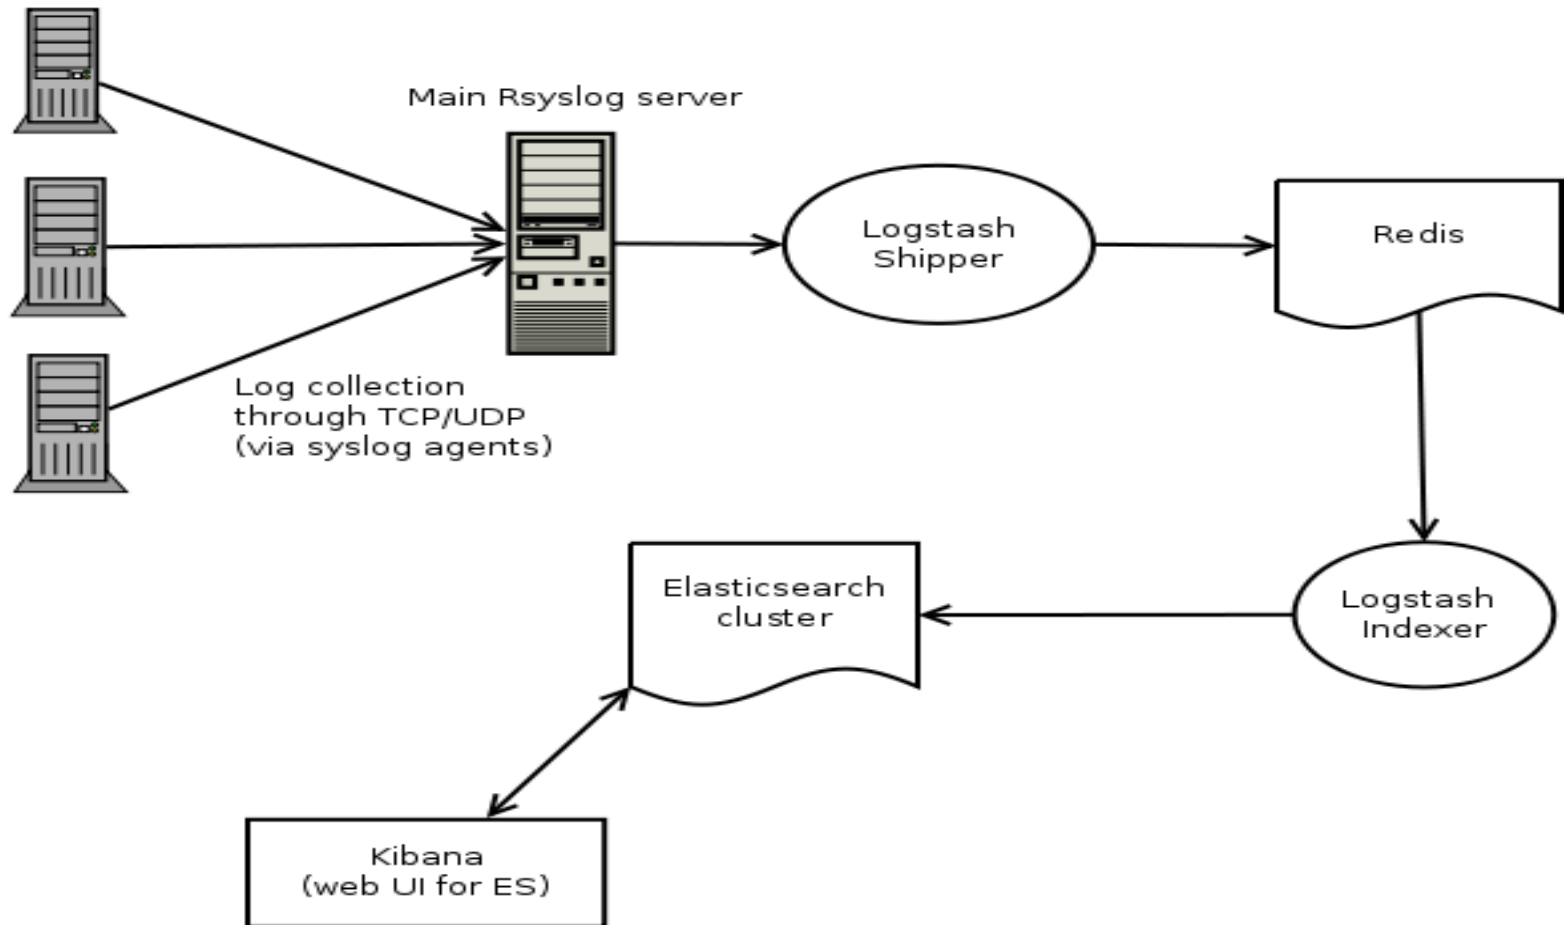 Main Rsyslog server
Logstash
Shipper
Redis
Log collection
through TCP/UDP
(via syslog agents)
Elasticsearch
cluster
Logstash
Indexer
Kibana
(web UI for ES)